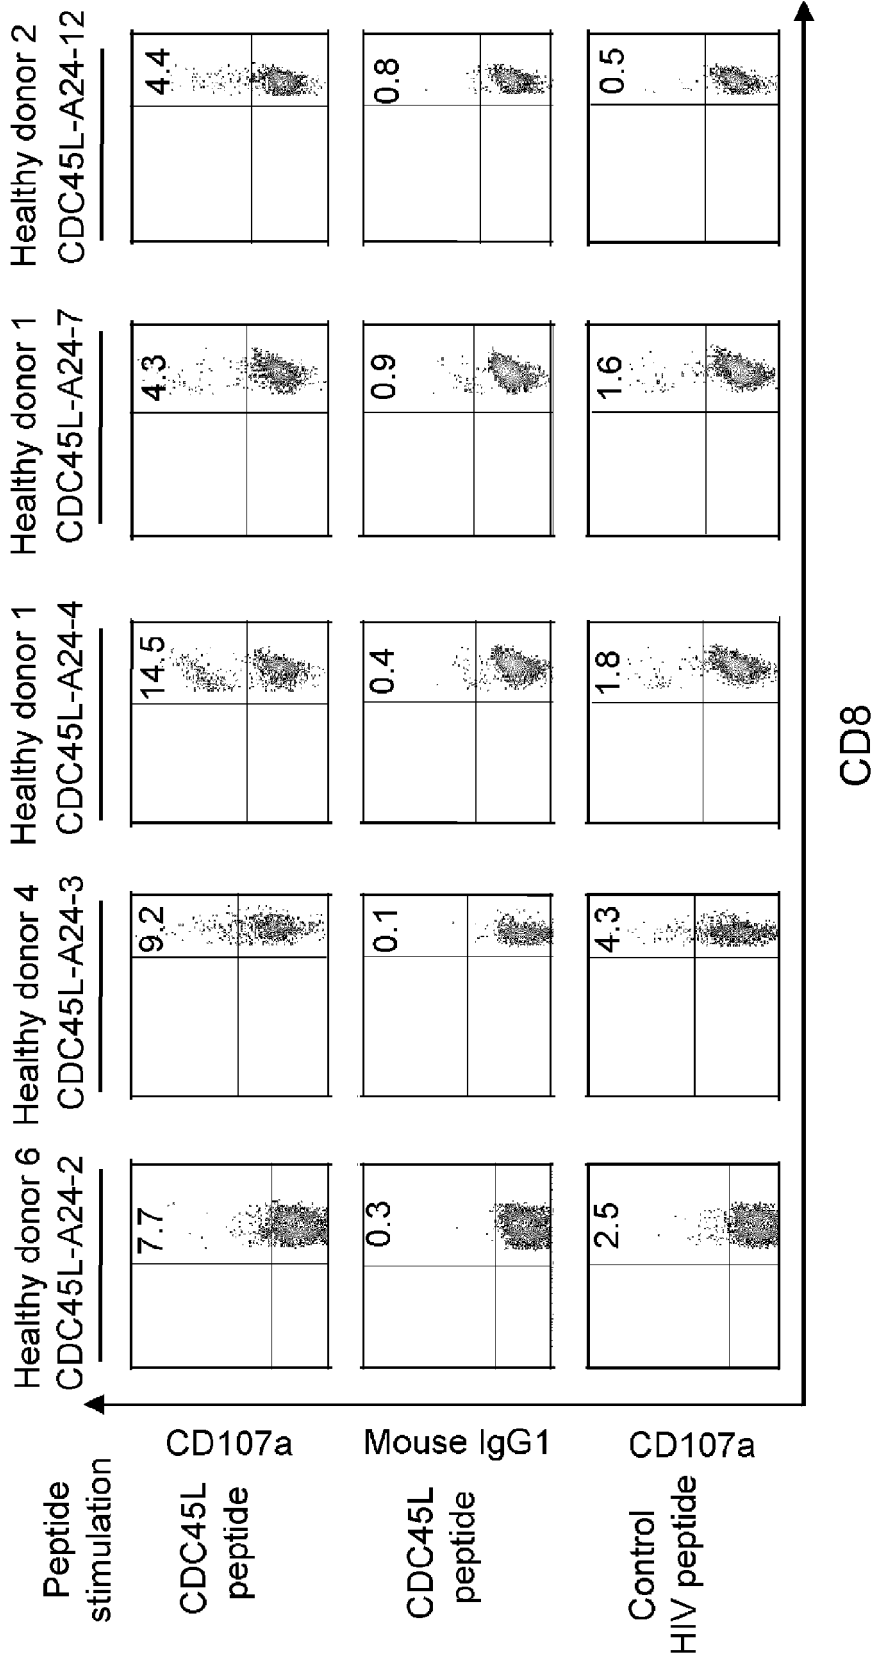 Peptide
stimulation
Healthy donor 6
CDC45L-A24-2
Healthy donor 4
CDC45L-A24-3
Healthy donor 1
CDC45L-A24-4
Healthy donor 1
CDC45L-A24-7
Healthy donor 2
CDC45L-A24-12
CDC45L
peptide
CD107a
7.7
9.2
14.5
4.3
4.4
CDC45L
peptide
Mouse IgG1
0.3
0.1
0.4
0.9
0.8
Control
HIV peptide
CD107a
2.5
4.3
1.8
1.6
0.5
CD8